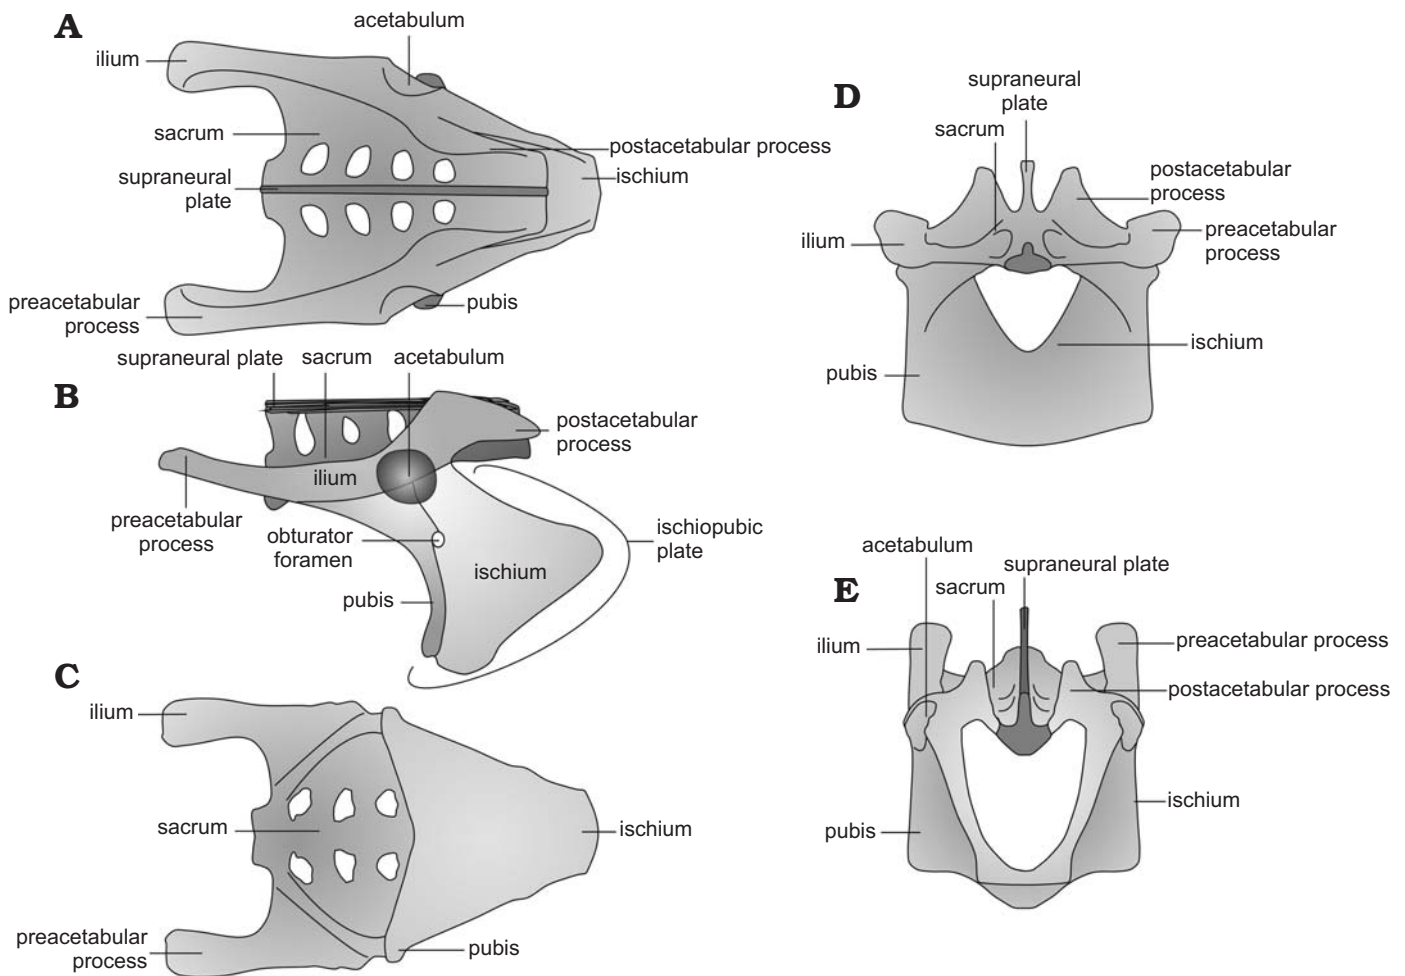 A
acetabulum
ilium
sacrum
supraneural
plate
postacetabular process
ischium
preacetabular
process
pubis
B
supraneural plate
sacrum
acetabulum
postacetabular
process
ilium
preacetabular
process
obturator
foramen
ischiopubic
plate
ischium
pubis
C
ilium
sacrum
ischium
preacetabular
process
pubis
D
supraneural
plate
sacrum
postacetabular
process
ilium
preacetabular
process
ischium
pubis
E
acetabulum
supraneural plate
sacrum
ilium
preacetabular process
postacetabular process
ischium
pubis